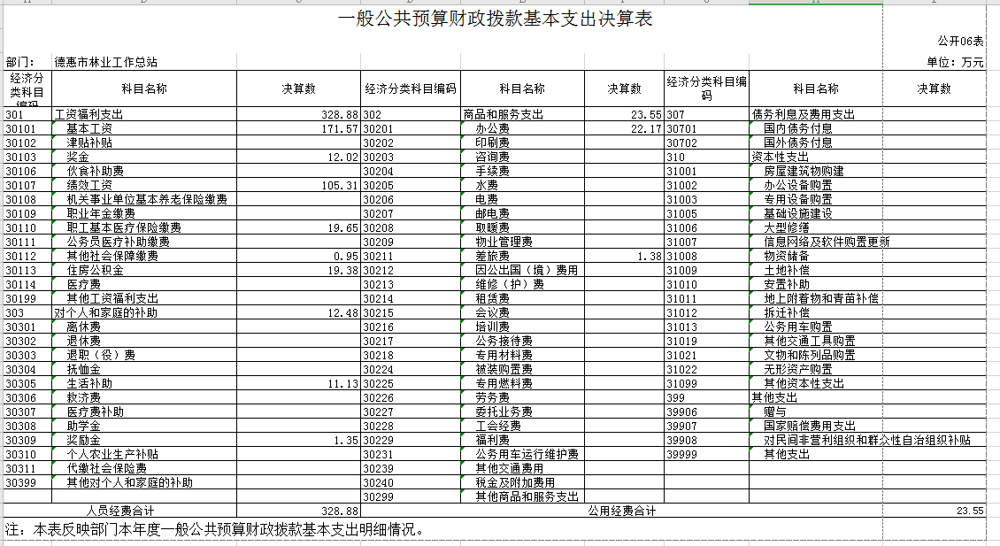 一般公共预算财政拨款基本支出决算表
公开06表
部门： 德惠市林业工作总站 单位：万元
经济分类科目编码 科目名称 决算数 经济分类科目编码 科目名称 决算数 经济分类科目编码 科目名称 决算数
301 工资福利支出 328.88 302 商品和服务支出 23.55 307 债务利息及费用支出
30101 基本工资 171.57 30201 办公费 22.17 30701 国内债务付息
30102 津贴补贴 30202 印刷费 30702 国外债务付息
30103 奖金 12.02 30203 咨询费 310 资本性支出
30106 伙食补助费 30204 手续费 31001 房屋建筑物购建
30107 绩效工资 105.31 30205 水费 31002 办公设备购置
30108 机关事业单位基本养老保险缴费 30206 电费 31003 专用设备购置
30109 职业年金缴费 30207 邮电费 31005 基础设施建设
30110 职工基本医疗保险缴费 19.65 30208 取暖费 31006 大型修缮
30111 公务员医疗补助缴费 30209 物业管理费 31007 信息网络及软件购置更新
30112 其他社会保障缴费 0.95 30211 差旅费 1.38 31008 物资储备
30113 住房公积金 19.38 30212 因公出国（境）费用 31009 土地补偿
30114 医疗费 30213 维修（护）费 31010 安置补助
30199 其他工资福利支出 30214 租赁费 31011 地上附着物和青苗补偿
303 对个人和家庭的补助 12.48 30215 会议费 31012 拆迁补偿
30301 离休费 30216 培训费 31013 公务用车购置
30302 退休费 30217 公务接待费 31019 其他交通工具购置
30303 退职（役）费 30218 专用材料费 31021 文物和陈列品购置
30304 抚恤金 30224 被装购置费 31022 无形资产购置
30305 生活补助 11.13 30225 专用燃料费 31099 其他资本性支出
30306 救济费 30226 劳务费 399 其他支出
30307 医疗费补助 30227 委托业务费 39906 赠与
30308 助学金 30228 工会经费 39907 国家赔偿费用支出
30309 奖励金 1.35 30229 福利费 39908 对民间非营利组织和群众性自治组织补贴
30310 个人农业生产补贴 30231 公务用车运行维护费 39999 其他支出
30311 代缴社会保险费 30239 其他交通费用
30399 其他对个人和家庭的补助 30240 税金及附加费用
30299 其他商品和服务支出
人员经费合计 328.88 公用经费合计 23.55
注：本表反映部门本年度一般公共预算财政拨款基本支出明细情况。